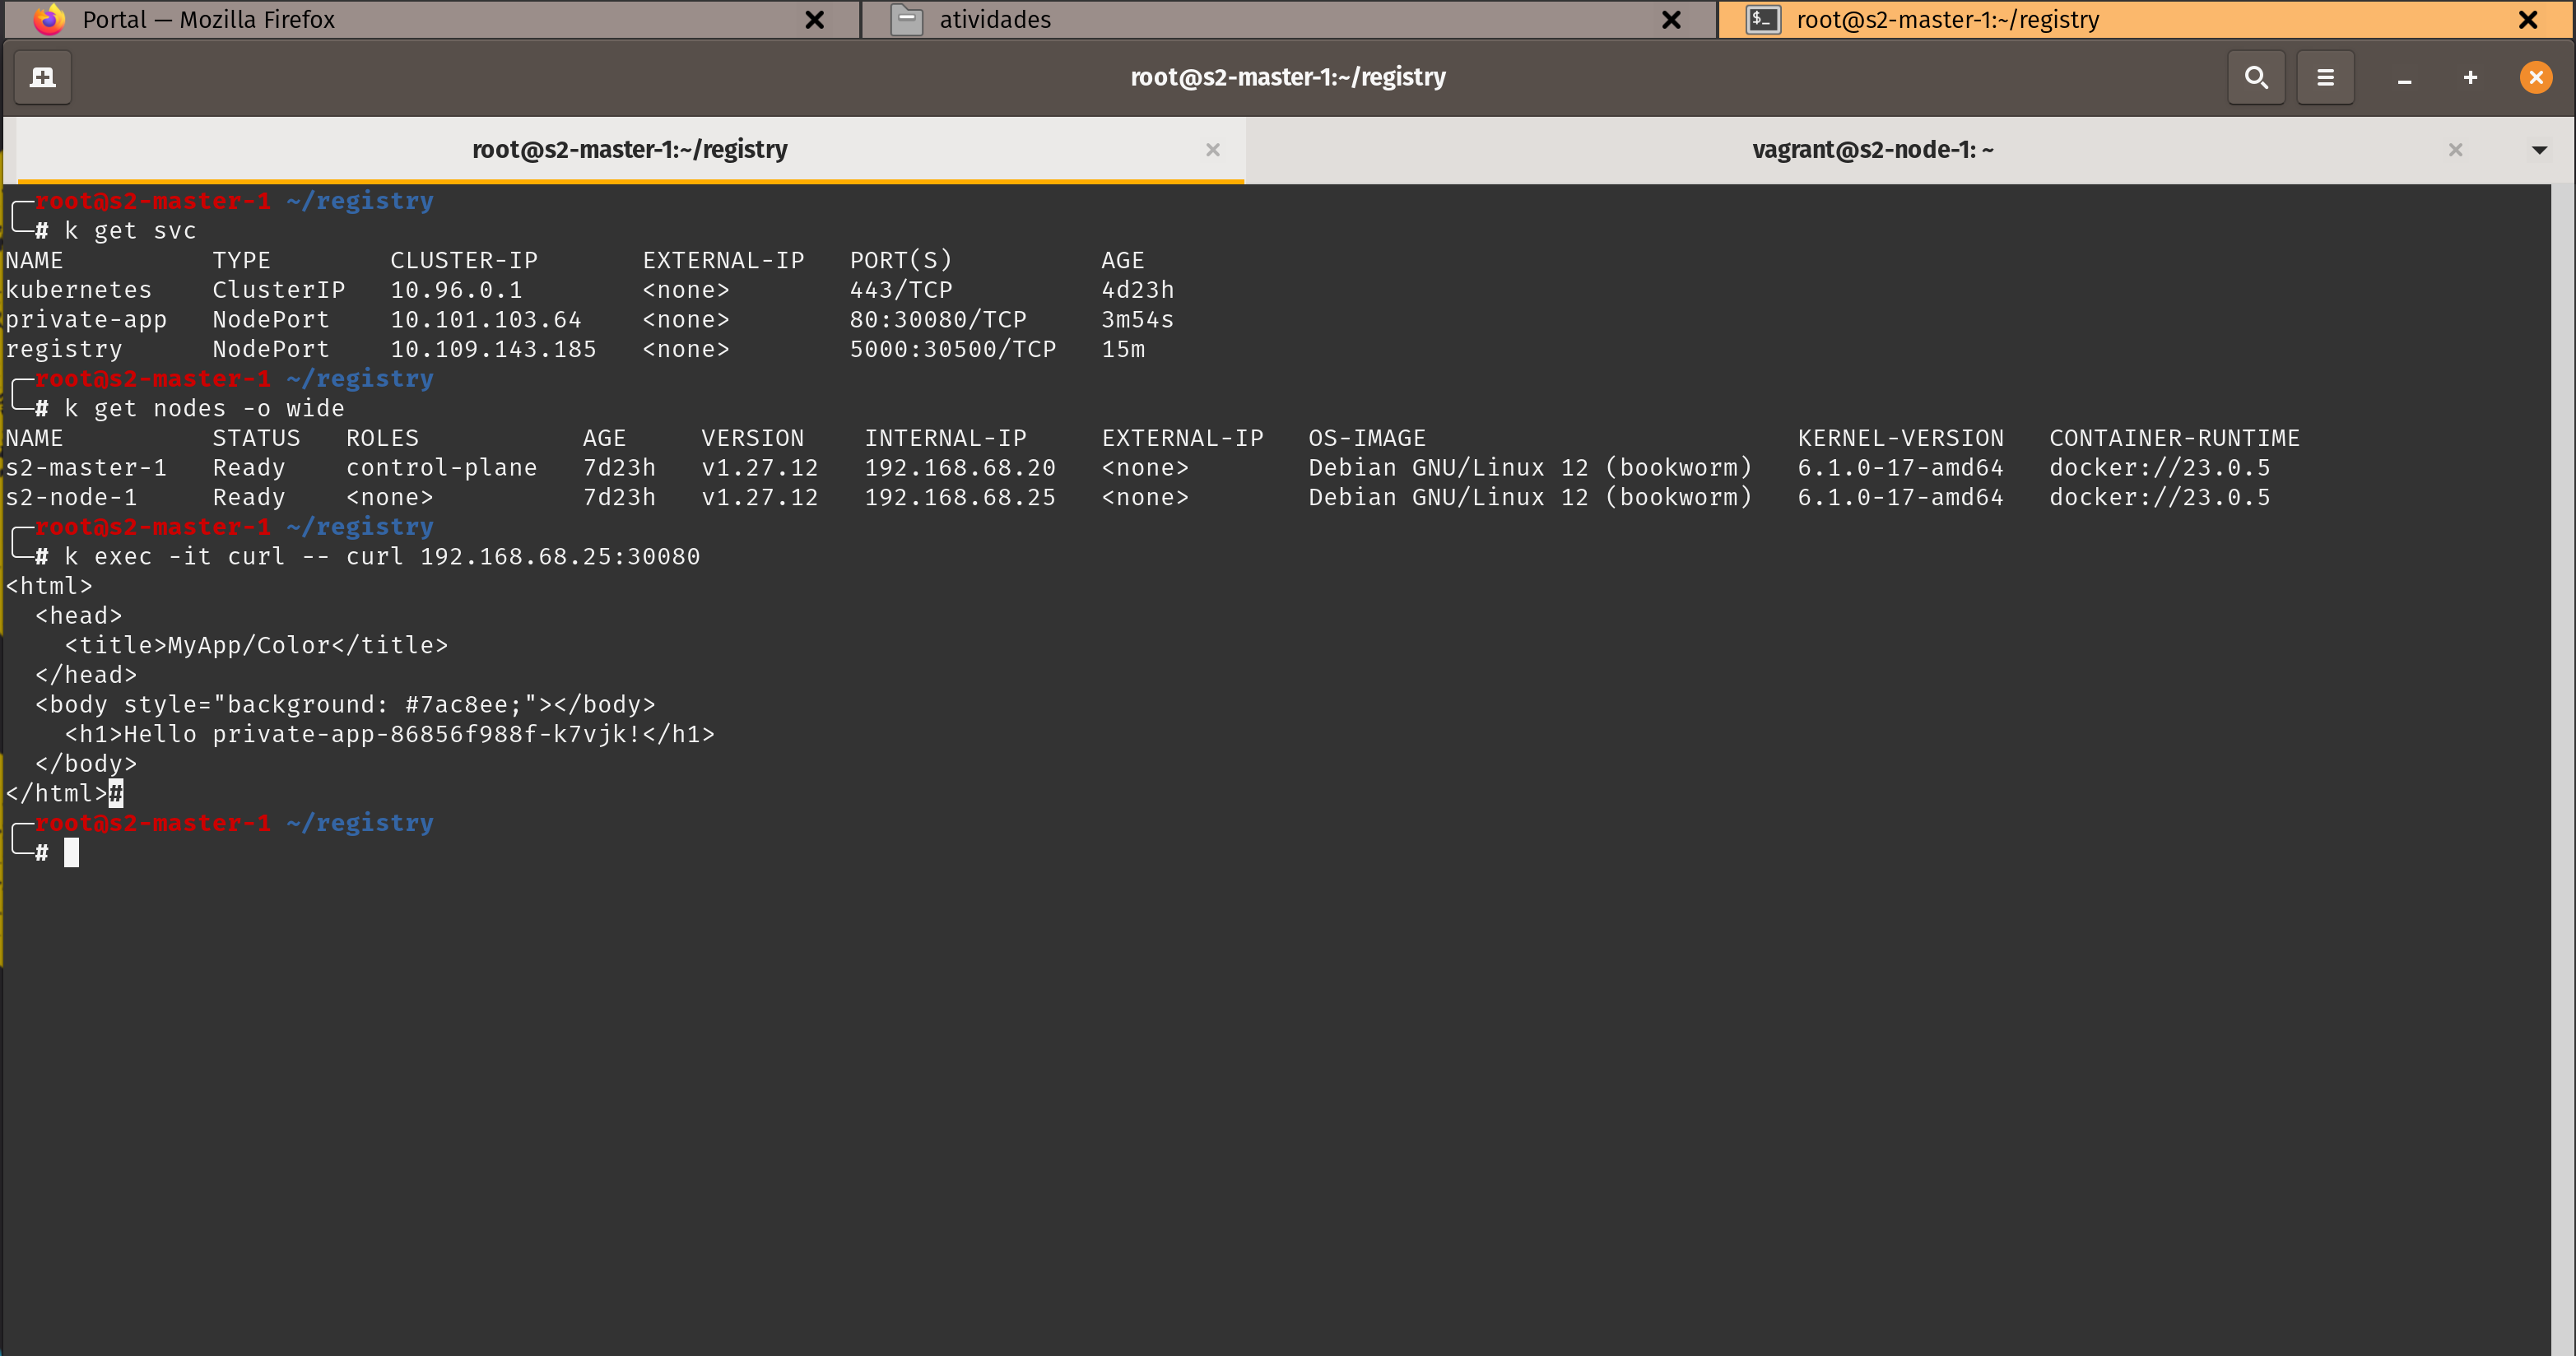 Portal — Mozilla Firefox
atividades
root@s2-master-1:~/registry
root@s2-master-1:~/registry
root@s2-master-1:~/registry
vagrant@s2-node-1: ~
root@s2-master-1 ~/registry
# k get svc
NAME TYPE CLUSTER-IP EXTERNAL-IP PORT(S) AGE
kubernetes ClusterIP 10.96.0.1 <none> 443/TCP 4d23h
private-app NodePort 10.101.103.64 <none> 80:30080/TCP 3m54s
registry NodePort 10.109.143.185 <none> 5000:30500/TCP 15m
root@s2-master-1 ~/registry
# k get nodes -o wide
NAME STATUS ROLES AGE VERSION INTERNAL-IP EXTERNAL-IP OS-IMAGE KERNEL-VERSION CONTAINER-RUNTIME
s2-master-1 Ready control-plane 7d23h v1.27.12 192.168.68.20 <none> Debian GNU/Linux 12 (bookworm) 6.1.0-17-amd64 docker://23.0.5
s2-node-1 Ready <none> 7d23h v1.27.12 192.168.68.25 <none> Debian GNU/Linux 12 (bookworm) 6.1.0-17-amd64 docker://23.0.5
root@s2-master-1 ~/registry
# k exec -it curl -- curl 192.168.68.25:30080
<html>
<head>
<title>MyApp/Color</title>
</head>
<body style="background: #7ac8ee;"></body>
<h1>Hello private-app-86856f988f-k7vjk!</h1>
</body>
</html>#
root@s2-master-1 ~/registry
#